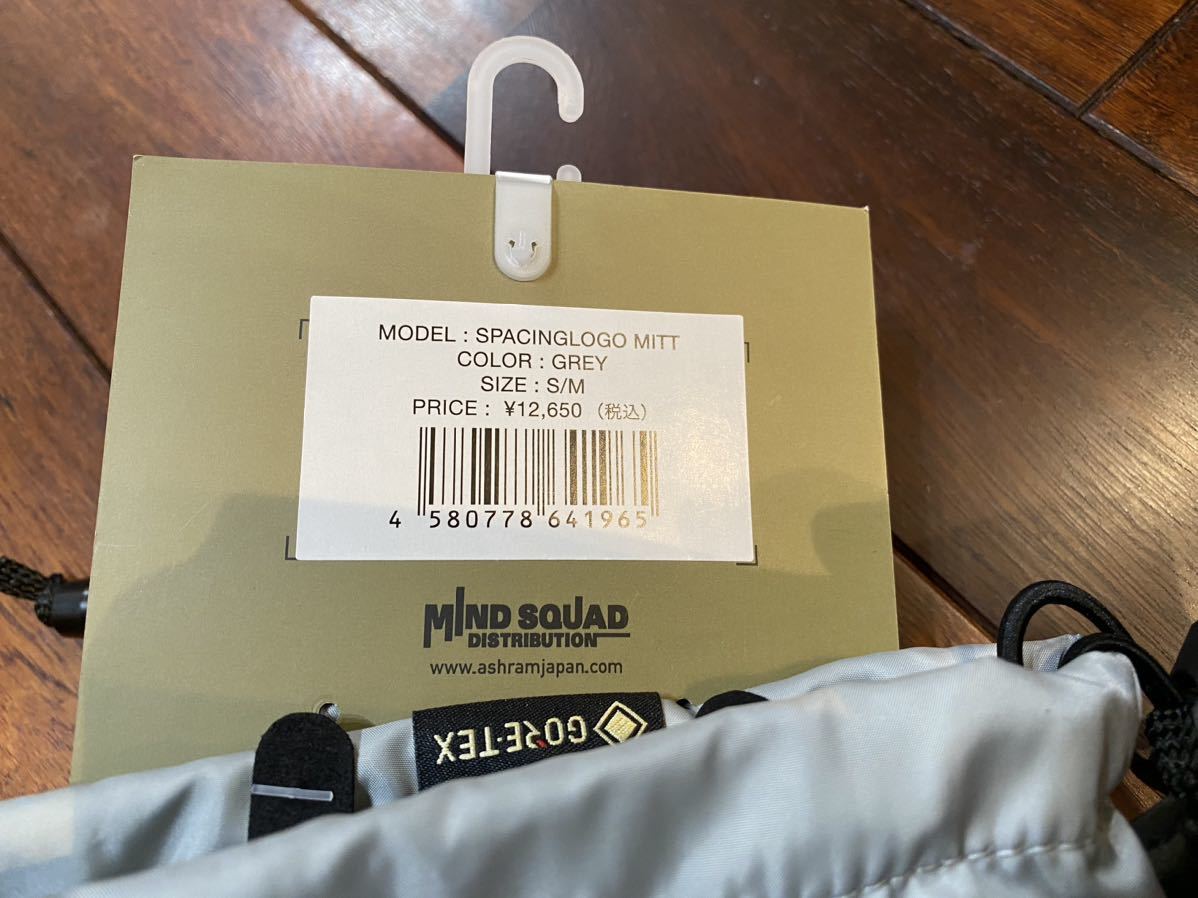 MODEL : SPACINGLOGO MITT
COLOR : GREY
SIZE : S/M
PRICE : ¥12,650 (税込)
4 580778 641965
MIND SQUAD
DISTRIBUTION
www.ashramjapan.com
GORE-TEX